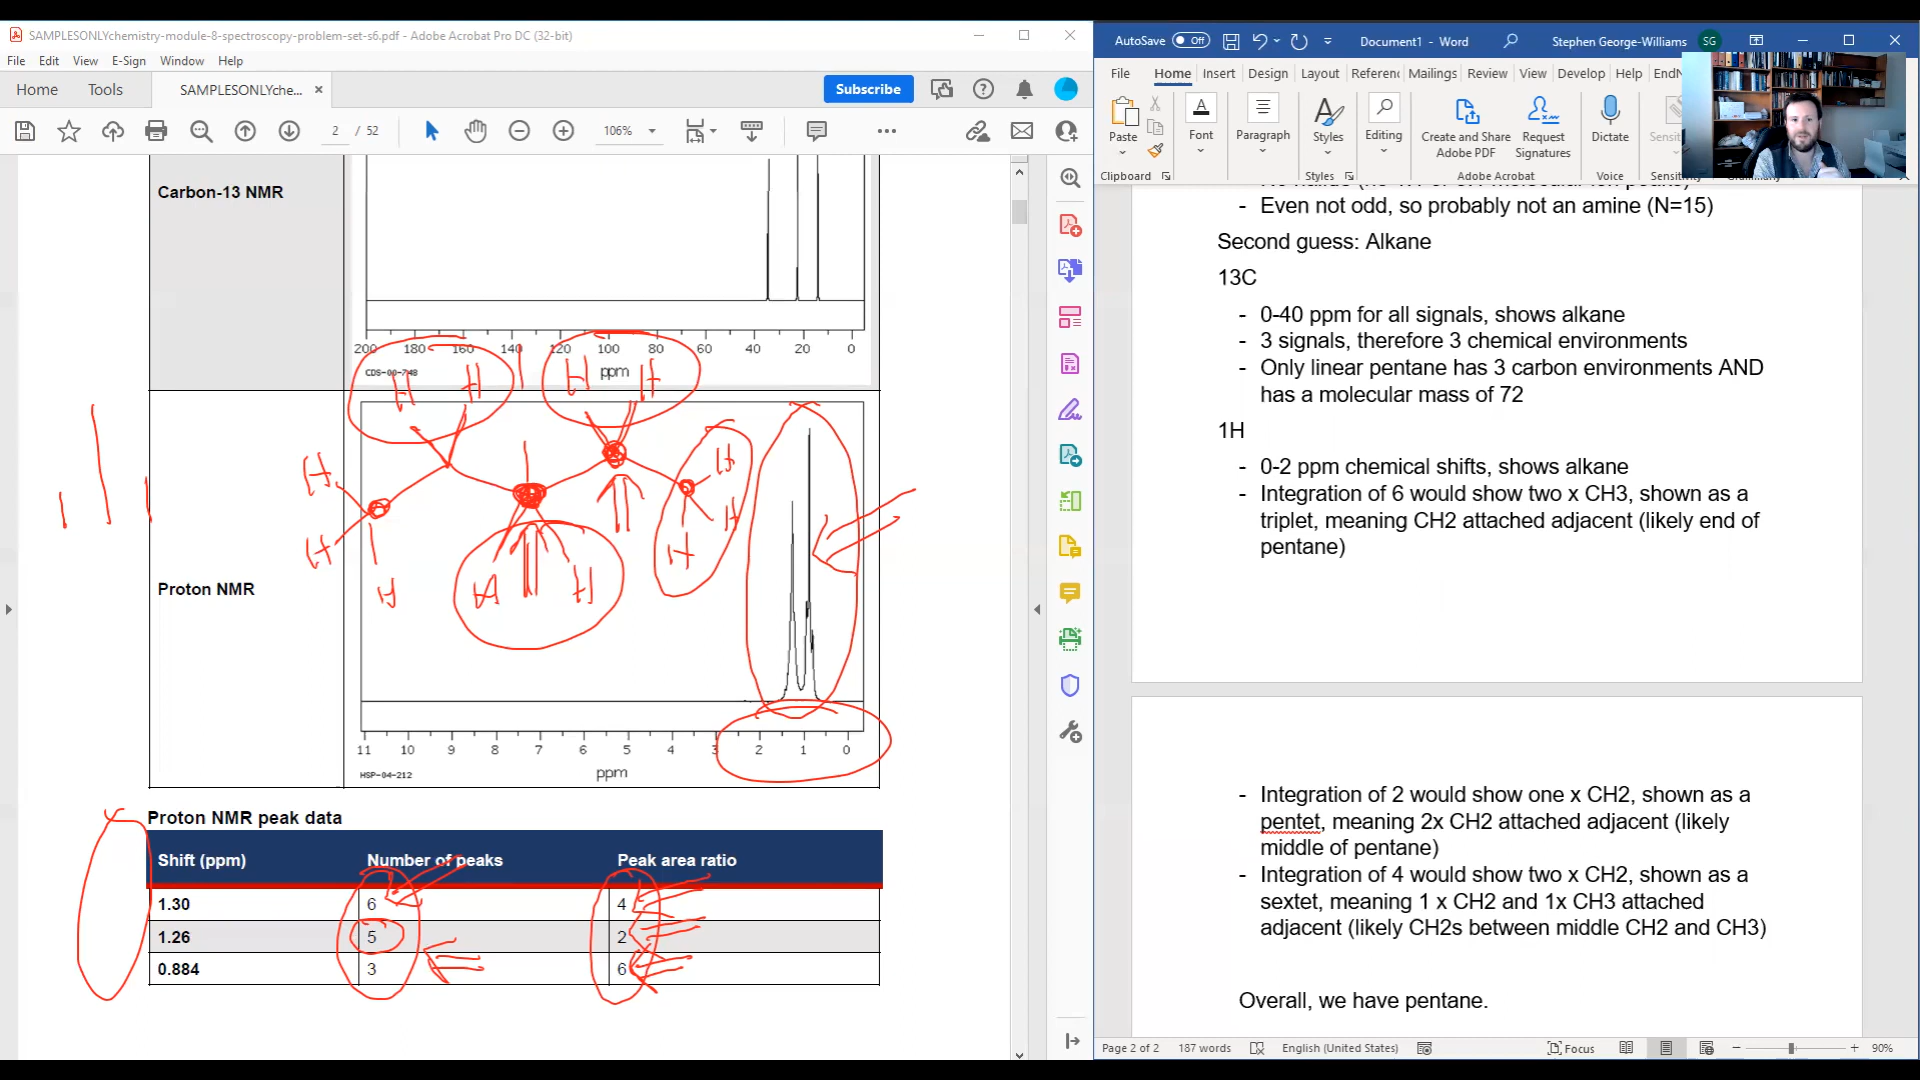 SAMPLESONLYchemistry-module-8-spectroscopy-problem-set-s6.pdf - Adobe Acrobat Pro DC (32-bit)
File Edit View E-Sign Window Help
Home Tools SAMPLESONLYche... ×
Subscribe
2 / 52 106%
Carbon-13 NMR
200 180 160 140 120 100 80 60 40 20 0
ppm
H H H H
H H H H H H H H
Proton NMR
11 10 9 8 7 6 5 4 3 2 1 0
HSP-04-212 ppm
Proton NMR peak data
Shift (ppm) Number of peaks Peak area ratio
1.30 6 4
1.26 5 2
0.884 3 6
AutoSave Off Document1 - Word Stephen George-Williams SG
File Home Insert Design Layout Referenc Mailings Review View Develop Help EndN
Paste Font Paragraph Styles Editing Create and Share Adobe PDF Request Signatures Dictate Sensit
Clipboard Styles Adobe Acrobat Voice
- Even not odd, so probably not an amine (N=15)
Second guess: Alkane
13C
- 0-40 ppm for all signals, shows alkane
- 3 signals, therefore 3 chemical environments
- Only linear pentane has 3 carbon environments AND
has a molecular mass of 72
1H
- 0-2 ppm chemical shifts, shows alkane
- Integration of 6 would show two x CH3, shown as a
triplet, meaning CH2 attached adjacent (likely end of
pentane)
- Integration of 2 would show one x CH2, shown as a
pentet, meaning 2x CH2 attached adjacent (likely
middle of pentane)
- Integration of 4 would show two x CH2, shown as a
sextet, meaning 1 x CH2 and 1x CH3 attached
adjacent (likely CH2s between middle CH2 and CH3)
Overall, we have pentane.
Page 2 of 2 187 words English (United States) Focus 90%